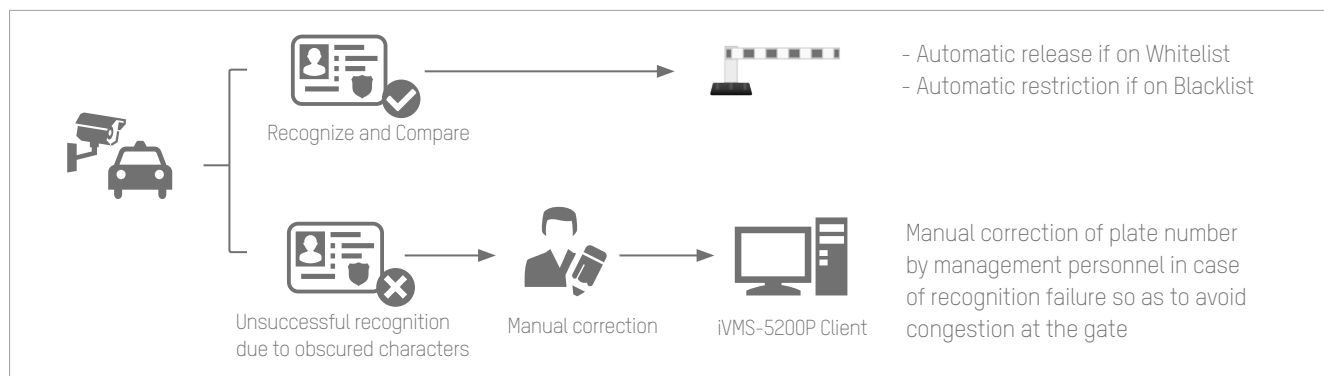 - Automatic release if on Whitelist
- Automatic restriction if on Blacklist
Recognize and Compare
Unsuccessful recognition
due to obscured characters
Manual correction
iVMS-5200P Client
Manual correction of plate number
by management personnel in case
of recognition failure so as to avoid
congestion at the gate